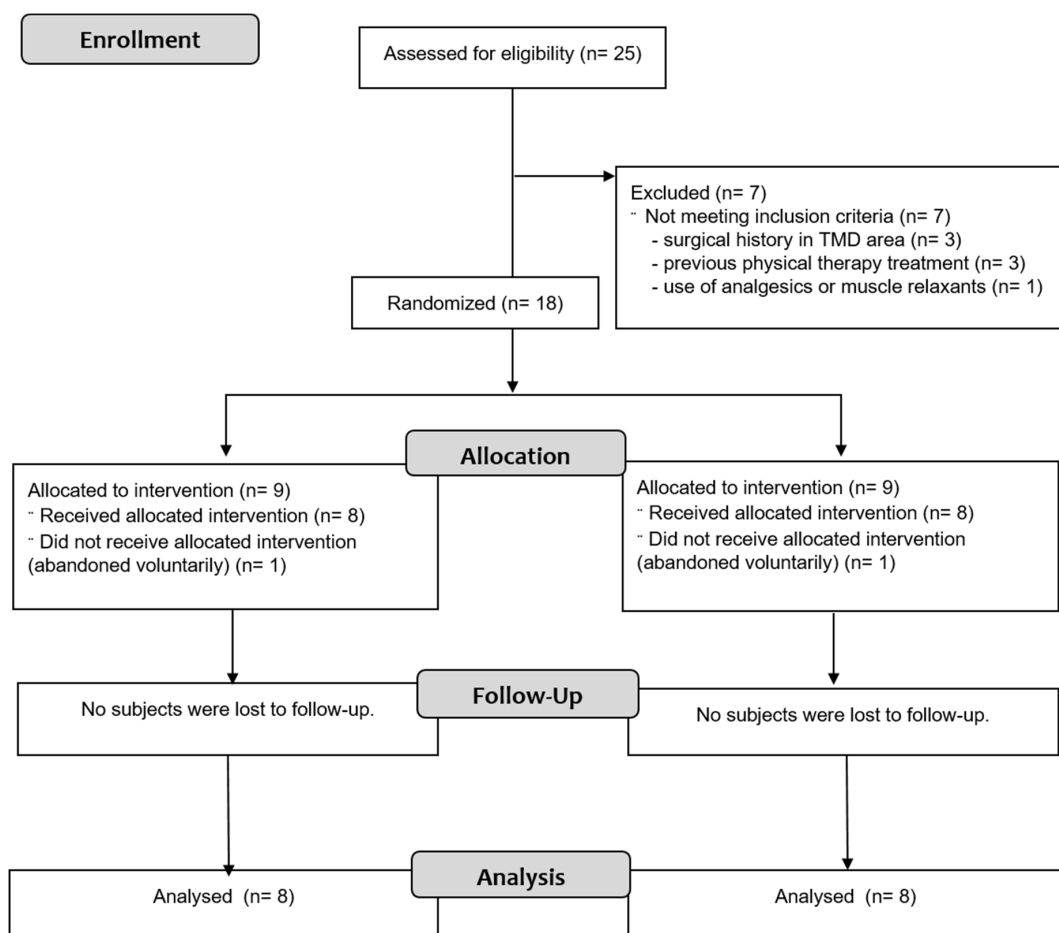 Enrollment
Assessed for eligibility (n= 25)
Excluded (n= 7)
¨ Not meeting inclusion criteria (n= 7)
- surgical history in TMD area (n= 3)
- previous physical therapy treatment (n= 3)
- use of analgesics or muscle relaxants (n= 1)
Randomized (n= 18)
Allocation
Allocated to intervention (n= 9)
¨ Received allocated intervention (n= 8)
¨ Did not receive allocated intervention
(abandoned voluntarily) (n= 1)
Allocated to intervention (n= 9)
¨ Received allocated intervention (n= 8)
¨ Did not receive allocated intervention
(abandoned voluntarily) (n= 1)
Follow-Up
No subjects were lost to follow-up.
No subjects were lost to follow-up.
Analysis
Analysed (n= 8)
Analysed (n= 8)